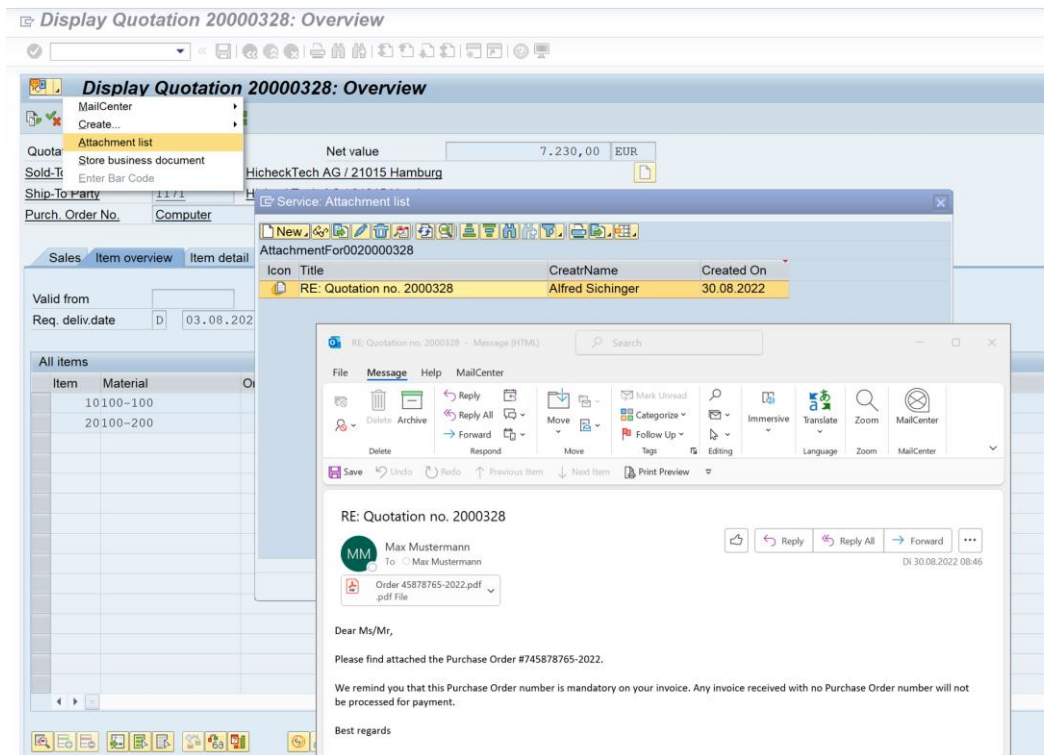 Display Quotation 20000328: Overview
Display Quotation 20000328: Overview
MailCenter
Create...
Attachment list
Store business document
Enter Bar Code
Quota
Net value 7.230,00 EUR
Sold-To HicheckTech AG / 21015 Hamburg
Ship-To Party 1171
Purch. Order No. Computer
Sales Item overview Item detail
Valid from
Req. deliv.date D 03.08.202
All items
Item Material
10 100-100
20 100-200
Service: Attachment list
New
AttachmentFor0020000328
Icon Title CreatrName Created On
RE: Quotation no. 2000328 Alfred Sichinger 30.08.2022
RE: Quotation no. 2000328 - Message (HTML) Search
File Message Help MailCenter
Delete Archive Reply Reply All Forward Move Mark Unread Categorize Follow Up Immersive Translate Zoom MailCenter
Delete Respond Move Tags Editing Language Zoom MailCenter
Save Undo Redo Previous Item Next Item Print Preview
RE: Quotation no. 2000328
MM Max Mustermann
To Max Mustermann
Reply Reply All Forward
Di 30.08.2022 08:46
Order 45878765-2022.pdf
.pdf File
Dear Ms/Mr,
Please find attached the Purchase Order #745878765-2022.
We remind you that this Purchase Order number is mandatory on your invoice. Any invoice received with no Purchase Order number will not
be processed for payment.
Best regards